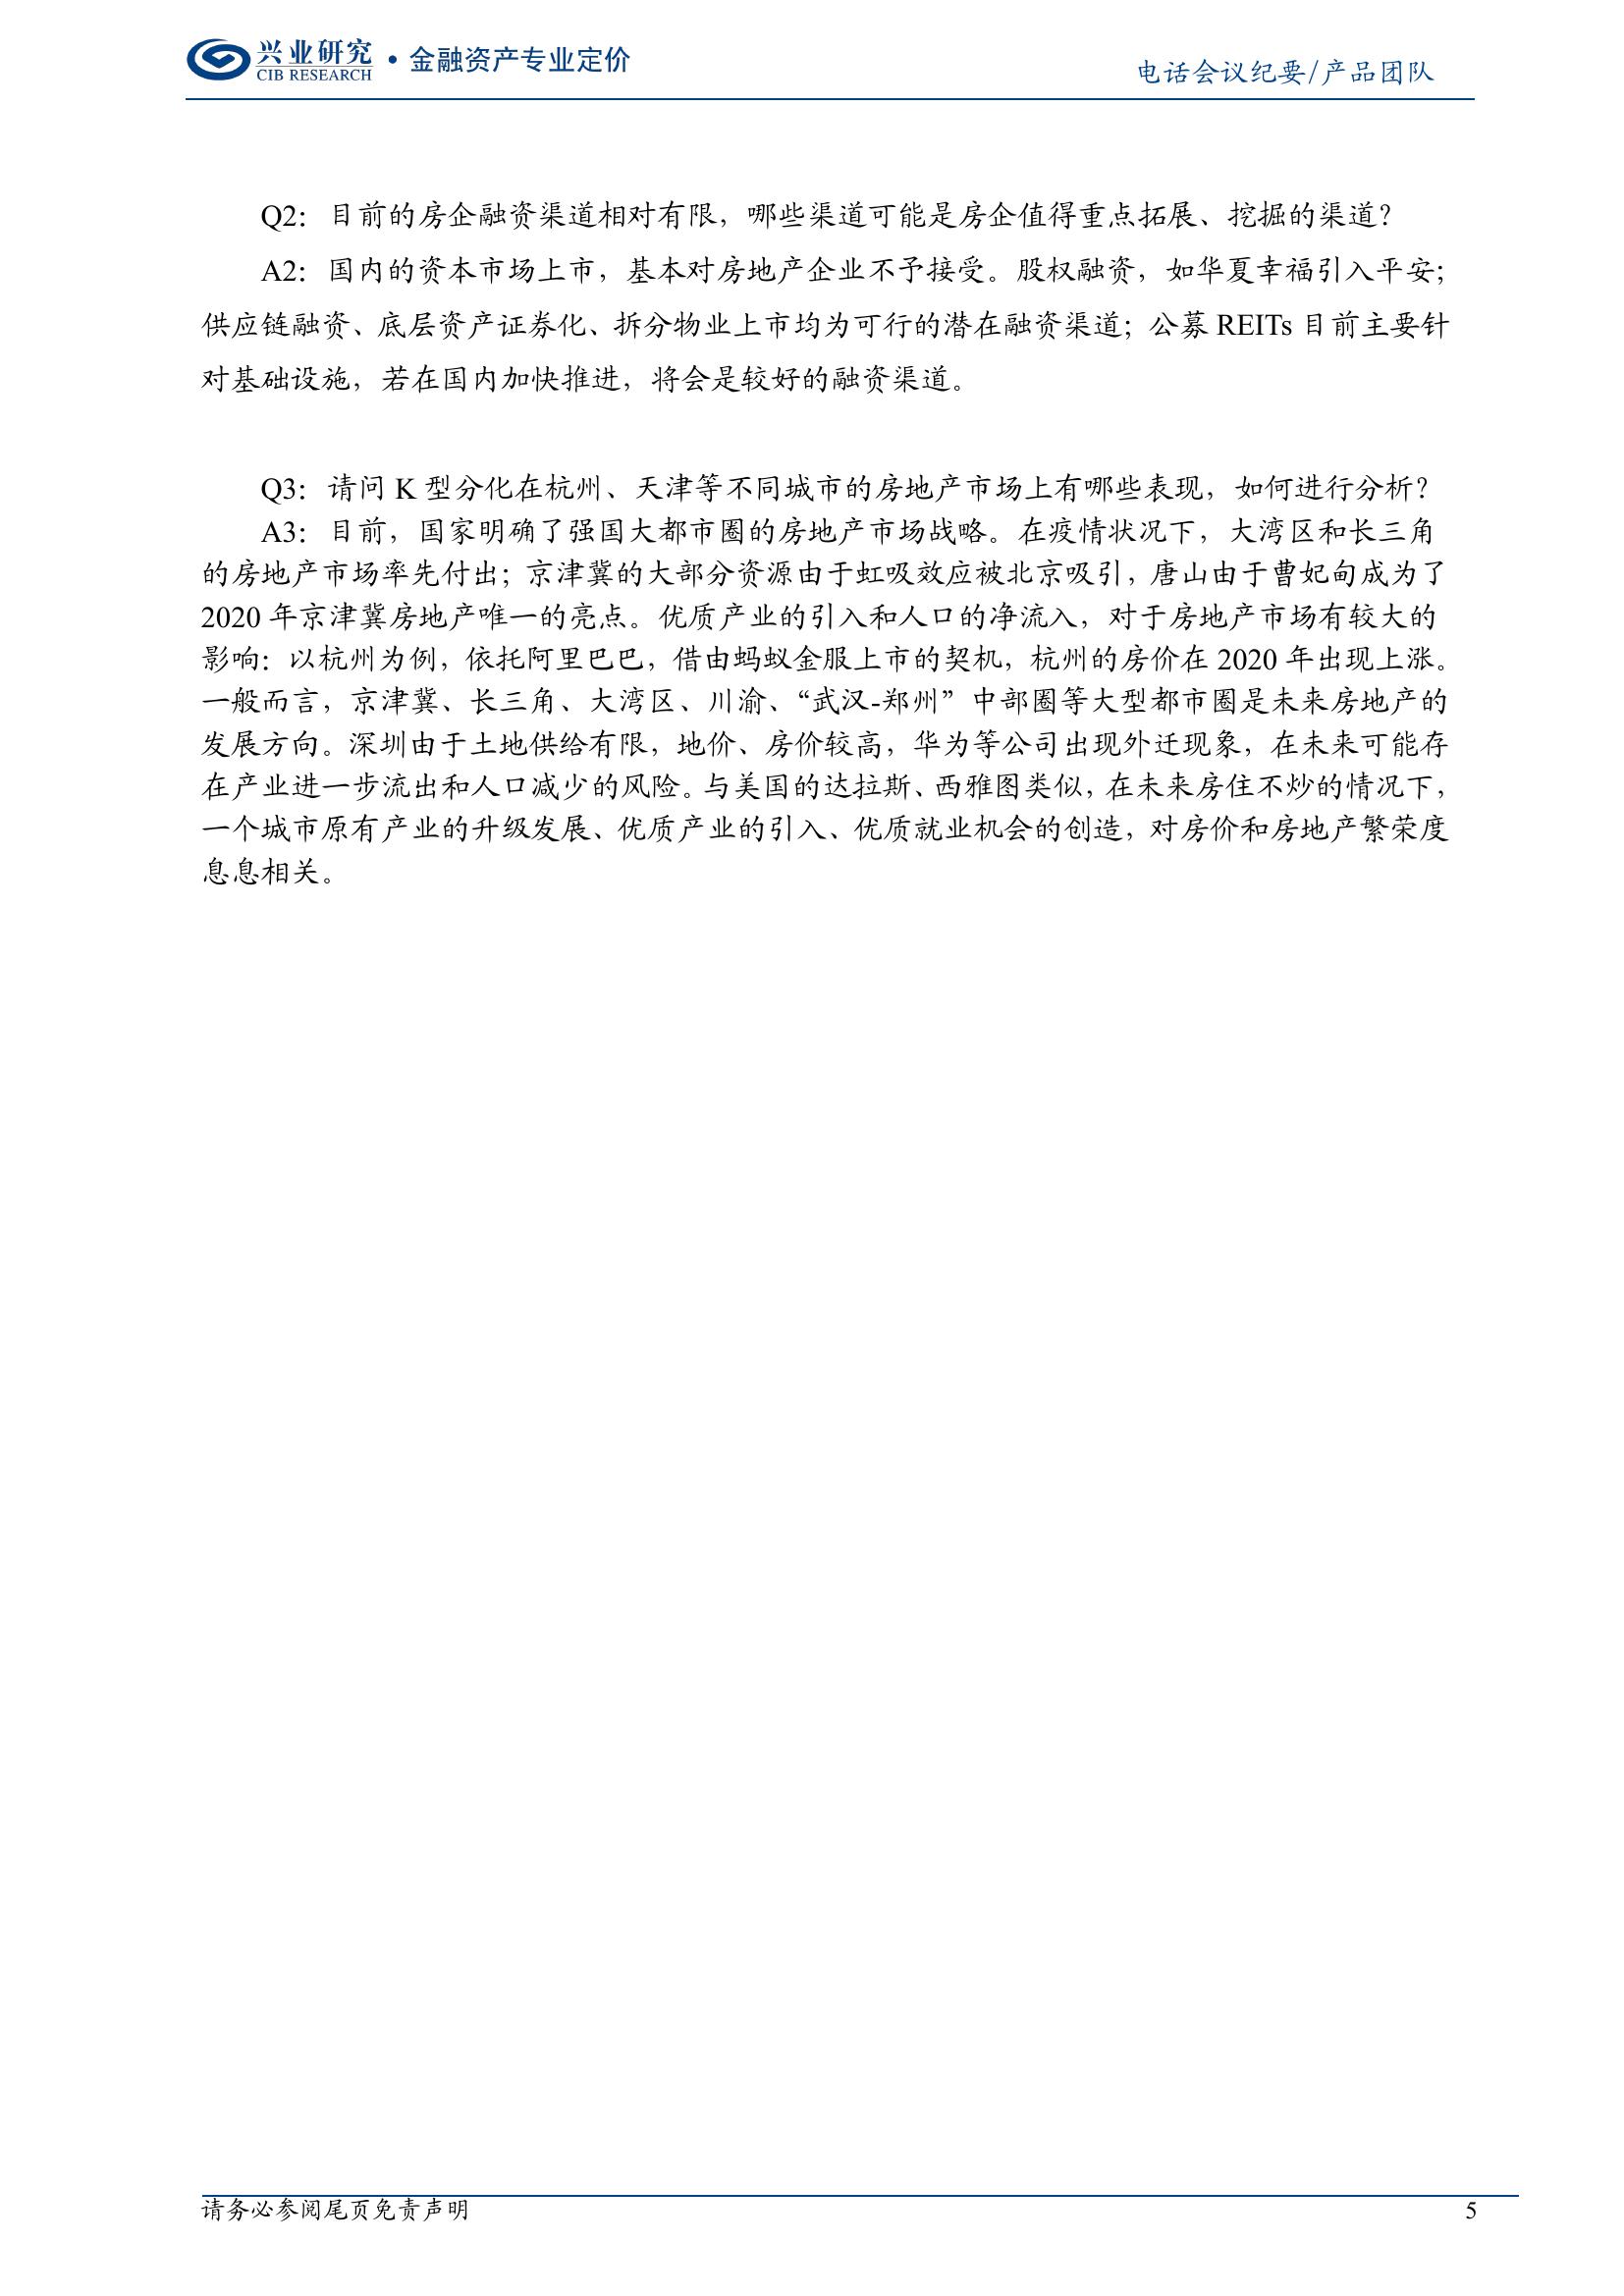 兴业研究
CIB RESEARCH
·金融资产专业定价
电话会议纪要/产品团队
Q2：目前的房企融资渠道相对有限，哪些渠道可能是房企值得重点拓展、挖掘的渠道？
A2：国内的资本市场上市，基本对房地产企业不予接受。股权融资，如华夏幸福引入平安；
供应链融资、底层资产证券化、拆分物业上市均为可行的潜在融资渠道；公募 REITs 目前主要针
对基础设施，若在国内加快推进，将会是较好的融资渠道。
Q3：请问 K 型分化在杭州、天津等不同城市的房地产市场上有哪些表现，如何进行分析？
A3：目前，国家明确了强国大都市圈的房地产市场战略。在疫情状况下，大湾区和长三角
的房地产市场率先付出；京津冀的大部分资源由于虹吸效应被北京吸引，唐山由于曹妃甸成为了
2020 年京津冀房地产唯一的亮点。优质产业的引入和人口的净流入，对于房地产市场有较大的
影响：以杭州为例，依托阿里巴巴，借由蚂蚁金服上市的契机，杭州的房价在 2020 年出现上涨。
一般而言，京津冀、长三角、大湾区、川渝、“武汉-郑州”中部圈等大型都市圈是未来房地产的
发展方向。深圳由于土地供给有限，地价、房价较高，华为等公司出现外迁现象，在未来可能存
在产业进一步流出和人口减少的风险。与美国的达拉斯、西雅图类似，在未来房住不炒的情况下，
一个城市原有产业的升级发展、优质产业的引入、优质就业机会的创造，对房价和房地产繁荣度
息息相关。
请务必参阅尾页免责声明
5